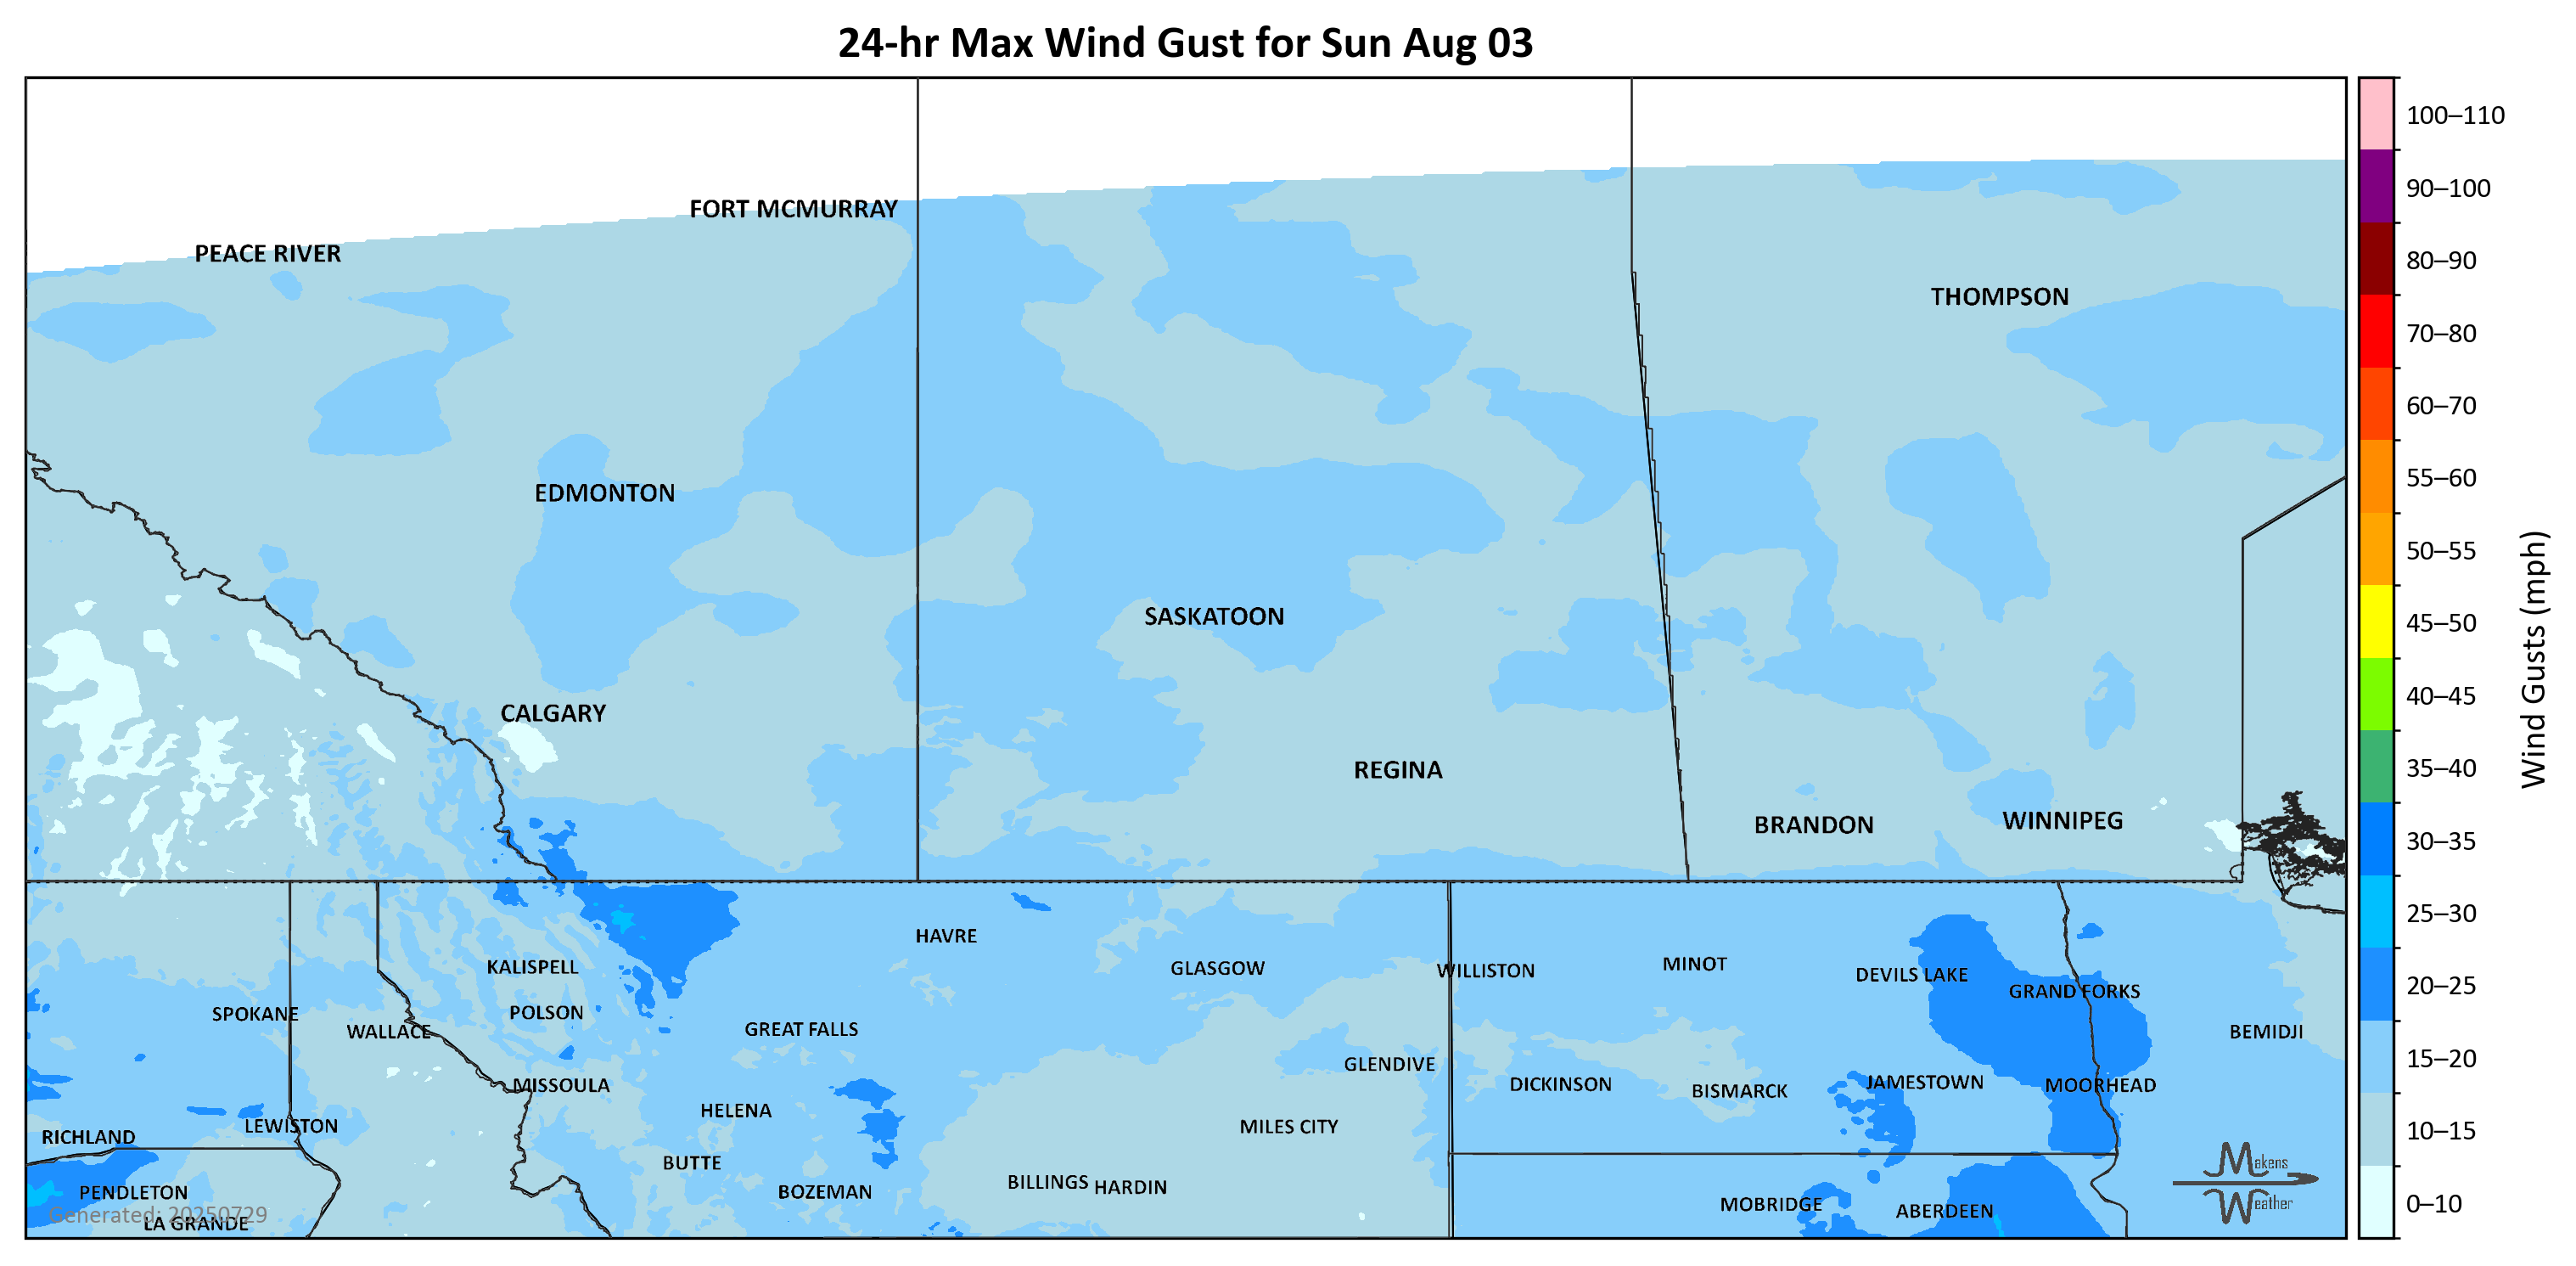 24-hr Max Wind Gust for Sun Aug 03
100–110
90–100
80–90
70–80
60–70
55–60
50–55
45–50
40–45
35–40
30–35
25–30
20–25
15–20
10–15
0–10
Wind Gusts (mph)
FORT MCMURRAY
PEACE RIVER
THOMPSON
EDMONTON
SASKATOON
CALGARY
REGINA
BRANDON
WINNIPEG
HAVRE
KALISPELL
GLASGOW
WILLISTON
MINOT
DEVILS LAKE
GRAND FORKS
SPOKANE
POLSON
WALLACE
GREAT FALLS
BEMIDJI
GLENDIVE
MISSOULA
DICKINSON
BISMARCK
JAMESTOWN
MOORHEAD
HELENA
LEWISTON
MILES CITY
RICHLAND
BUTTE
BILLINGS
HARDIN
PENDLETON
BOZEMAN
MOBRIDGE
ABERDEEN
LA GRANDE
Generated: 20250729
Makens
Weather